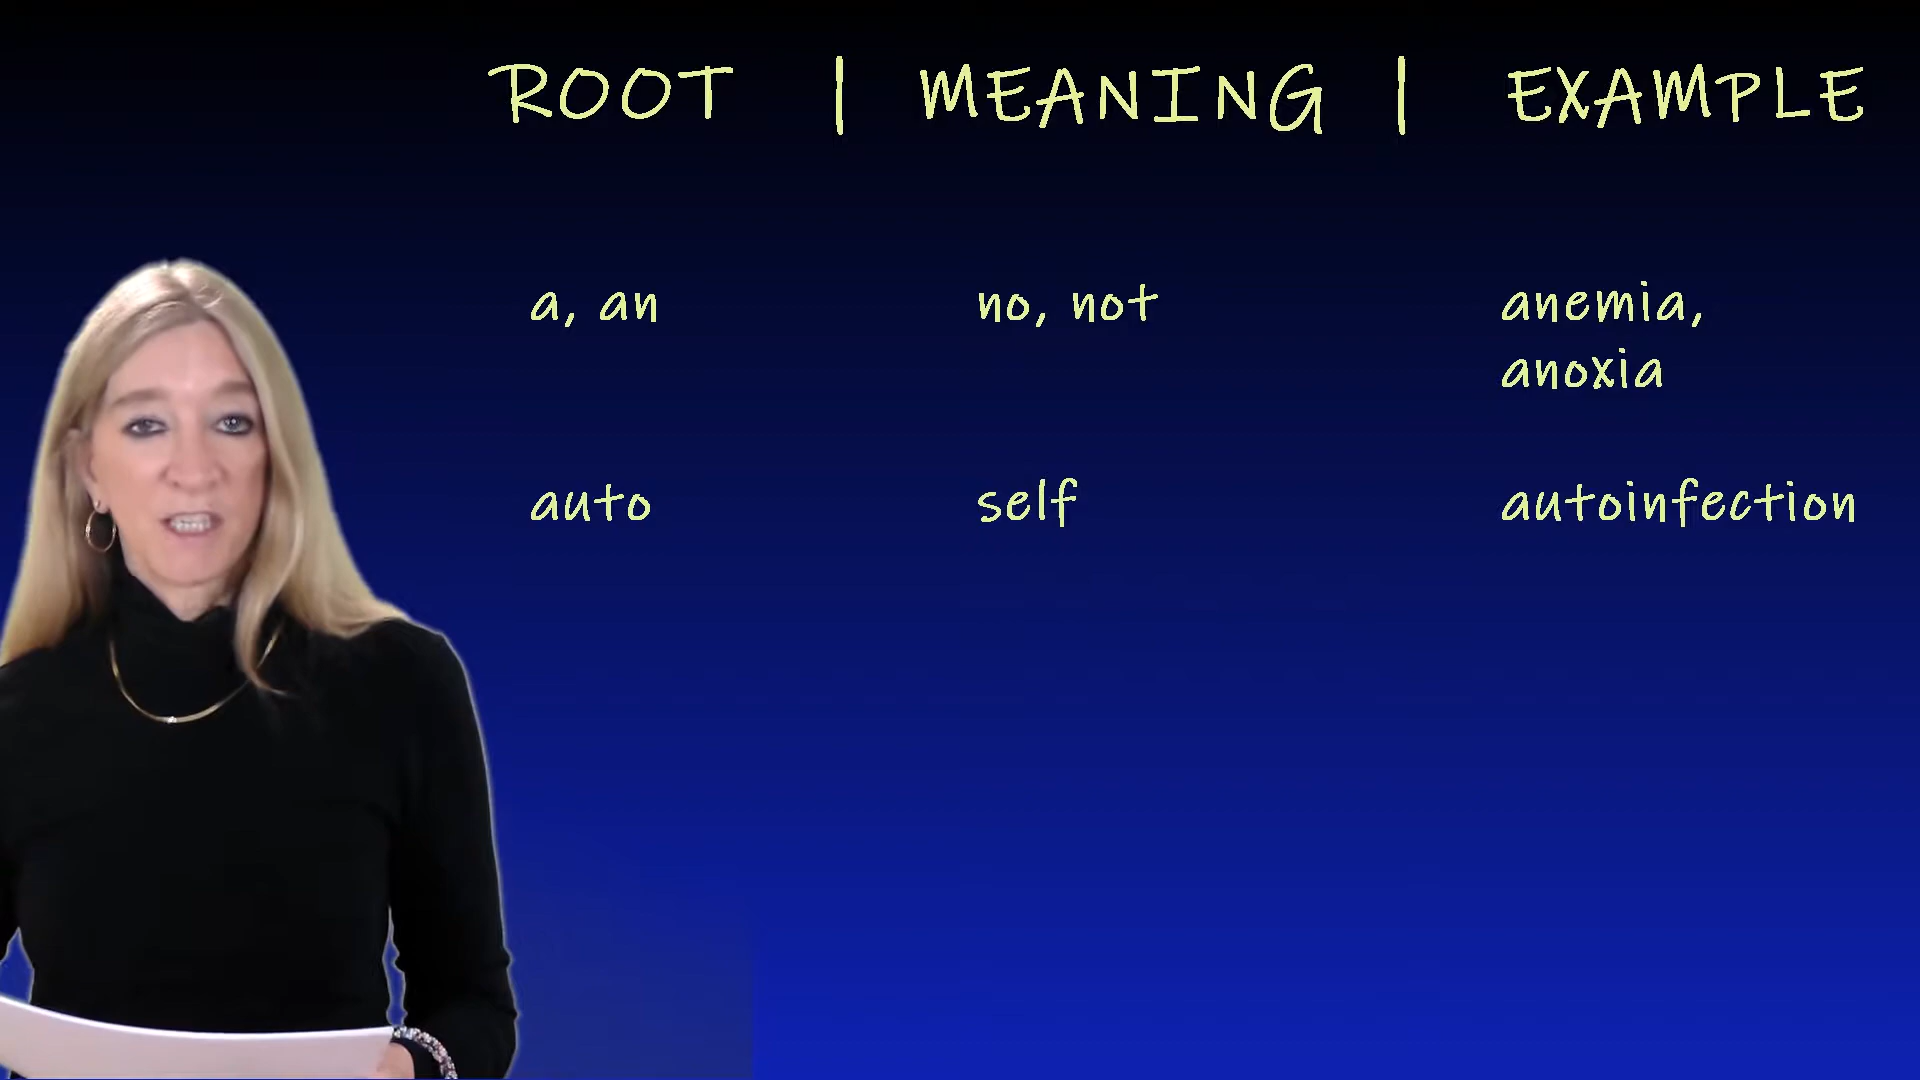 ROOT | MEANING | EXAMPLE
a, an no, not anemia,
anoxia
auto self autoinfection